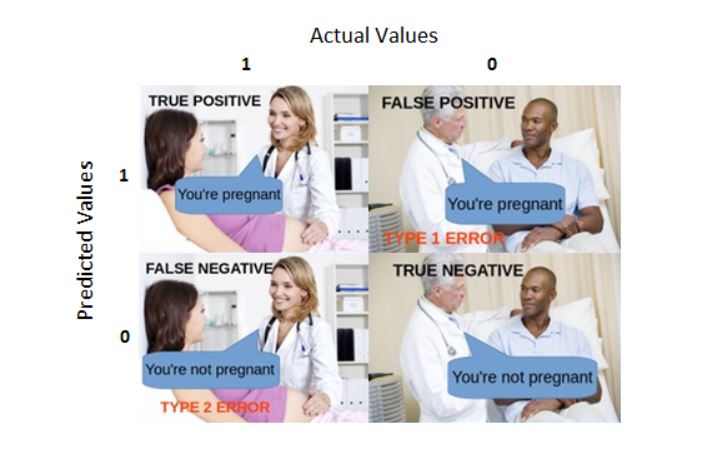 Actual Values
1
0
TRUE POSITIVE
FALSE POSITIVE
Predicted Values
1
You're pregnant
You're pregnant
TYPE 1 ERROR
FALSE NEGATIVE
TRUE NEGATIVE
0
You're not pregnant
You're not pregnant
TYPE 2 ERROR